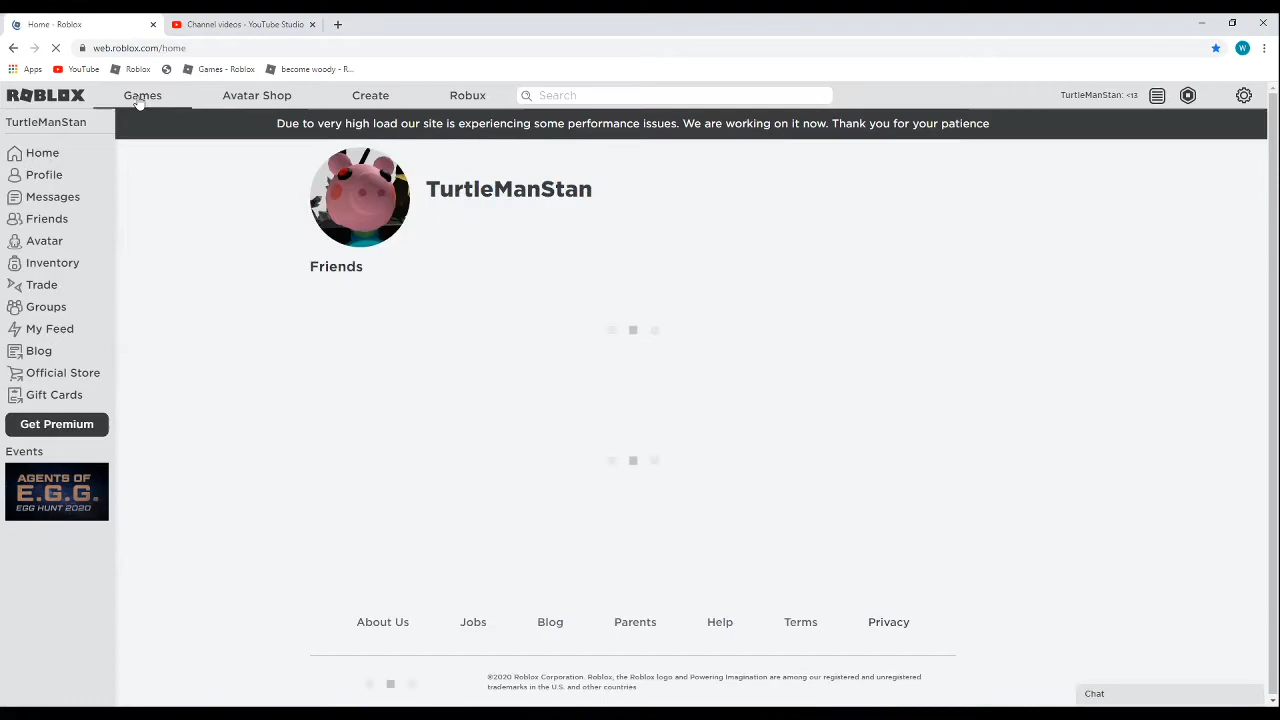 Home - Roblox
Channel videos - YouTube Studio
web.roblox.com/home
W
Apps
YouTube
Roblox
Games - Roblox
become woody - R...
ROBLOX
Games
Avatar Shop
Create
Robux
Search
TurtleManStan: <13
TurtleManStan
Due to very high load our site is experiencing some performance issues. We are working on it now. Thank you for your patience
Home
Profile
Messages
Friends
Avatar
Inventory
Trade
Groups
My Feed
Blog
Official Store
Gift Cards
Get Premium
Events
AGENTS OF
E.G.G.
EGG HUNT 2020
TurtleManStan
Friends
About Us
Jobs
Blog
Parents
Help
Terms
Privacy
©2020 Roblox Corporation. Roblox, the Roblox logo and Powering Imagination are among our registered and unregistered
trademarks in the U.S. and other countries
Chat